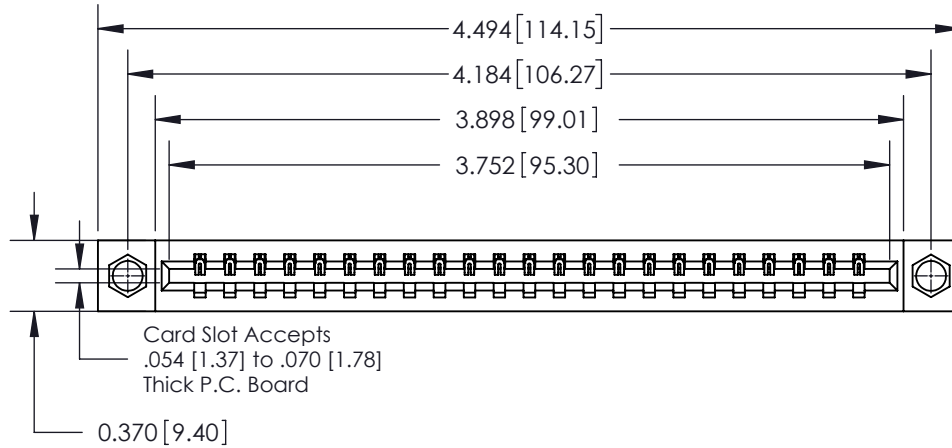 4.494 [114.15]
4.184 [106.27]
3.898 [99.01]
3.752 [95.30]
Card Slot Accepts
.054 [1.37] to .070 [1.78]
Thick P.C. Board
0.370 [9.40]